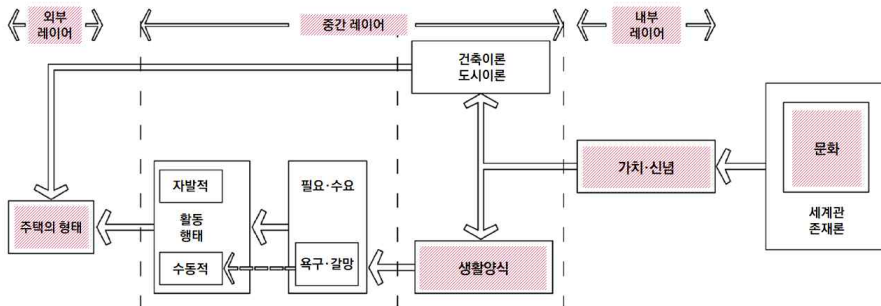 외부
레이어
중간 레이어
내부
레이어
건축이론
도시이론
가치·신념
문화
세계관
존재론
자발적
활동
행태
수동적
필요·수요
욕구·갈망
주택의 형태
생활양식